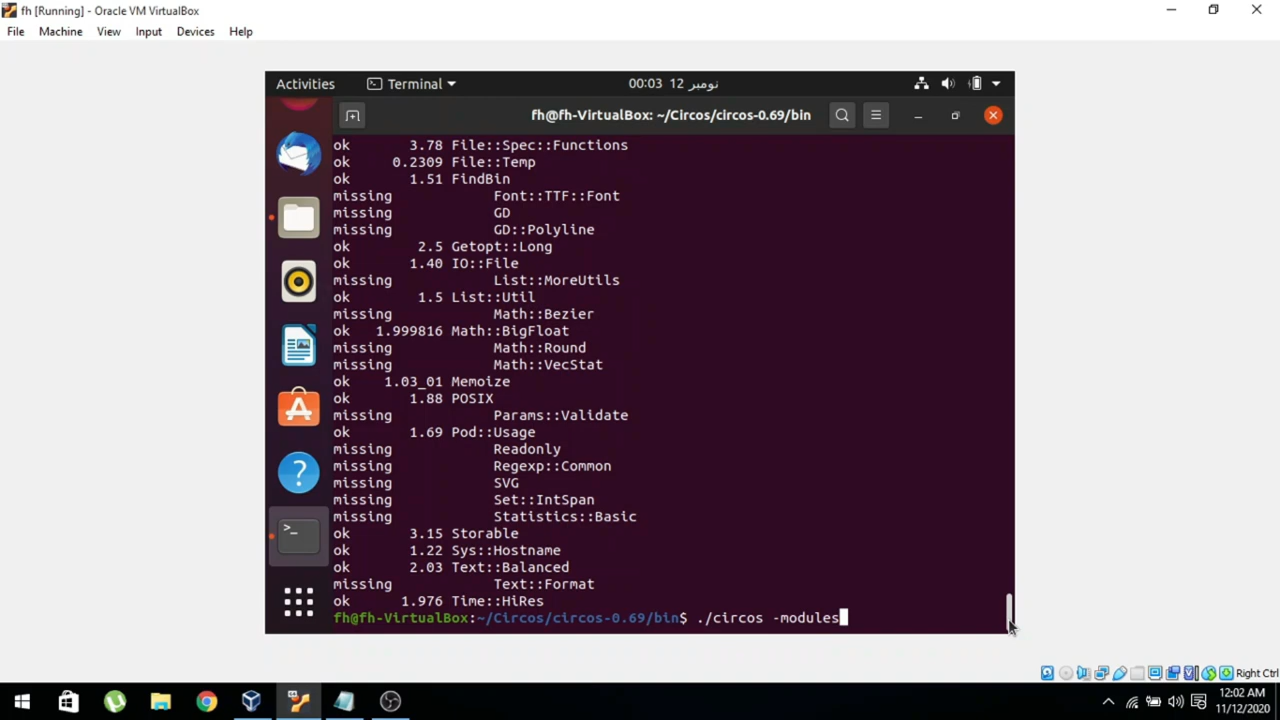 fh [Running] - Oracle VM VirtualBox
File Machine View Input Devices Help
Activities Terminal 00:03 12 نومبر
fh@fh-VirtualBox: ~/Circos/circos-0.69/bin
ok 3.78 File::Spec::Functions
ok 0.2309 File::Temp
ok 1.51 FindBin
missing Font::TTF::Font
missing GD
missing GD::Polyline
ok 2.5 Getopt::Long
ok 1.40 IO::File
missing List::MoreUtils
ok 1.5 List::Util
missing Math::Bezier
ok 1.999816 Math::BigFloat
missing Math::Round
missing Math::VecStat
ok 1.03_01 Memoize
ok 1.88 POSIX
missing Params::Validate
ok 1.69 Pod::Usage
missing Readonly
missing Regexp::Common
missing SVG
missing Set::IntSpan
missing Statistics::Basic
ok 3.15 Storable
ok 1.22 Sys::Hostname
ok 2.03 Text::Balanced
missing Text::Format
ok 1.976 Time::HiRes
fh@fh-VirtualBox:~/Circos/circos-0.69/bin$ ./circos -modules
Right Ctrl
12:02 AM
11/12/2020